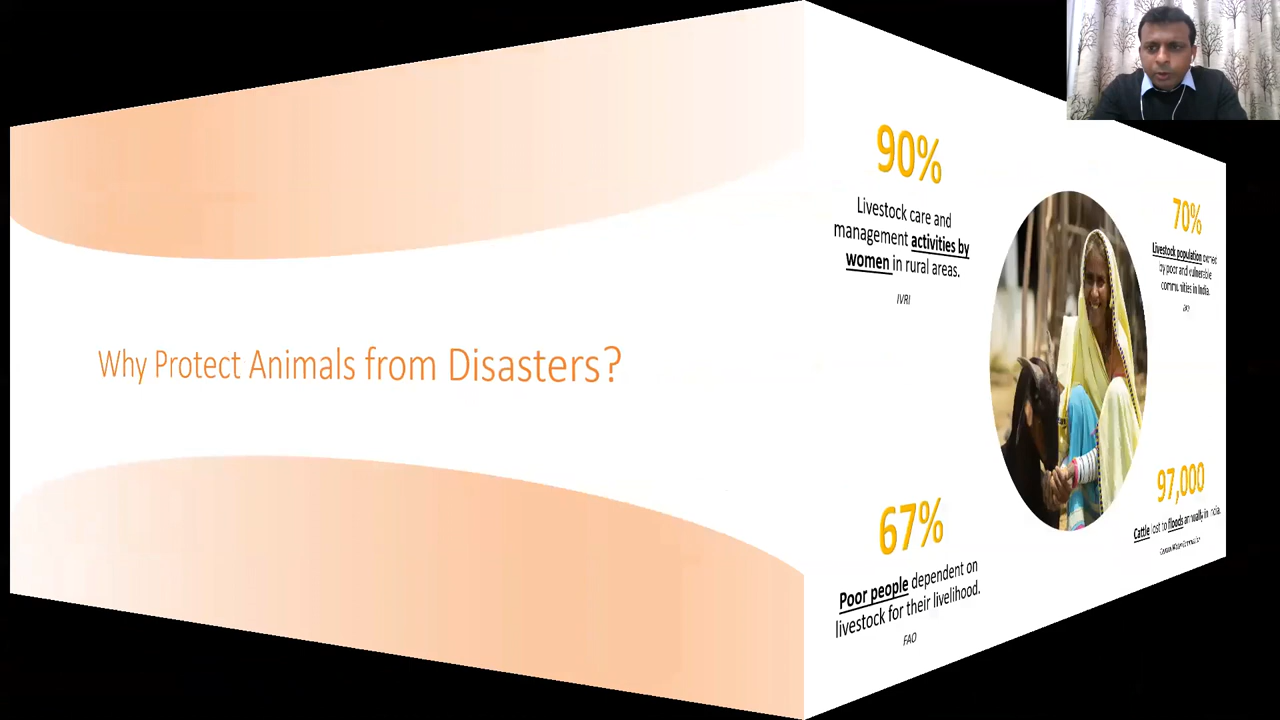 Why Protect Animals from Disasters?
90%
Livestock care and
management activities by
women in rural areas.
IVRI
70%
Livestock population owned
by poor and vulnerable
communities in India.
67%
Poor people dependent on
livestock for their livelihood.
FAO
97,000
Cattle lost to floods annually in India.